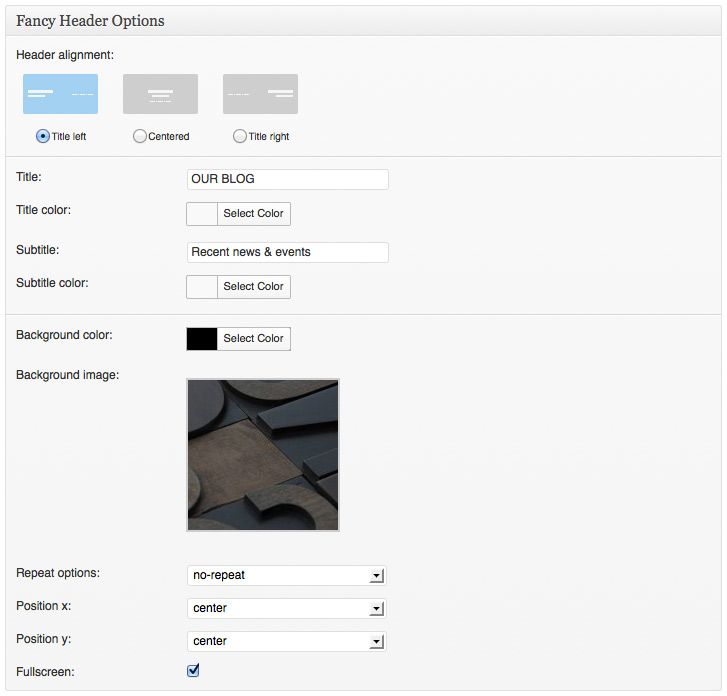 Fancy Header Options
Header alignment:
Title left
Centered
Title right
Title:
OUR BLOG
Title color:
Select Color
Subtitle:
Recent news & events
Subtitle color:
Select Color
Background color:
Select Color
Background image:
Repeat options:
no-repeat
Position x:
center
Position y:
center
Fullscreen: